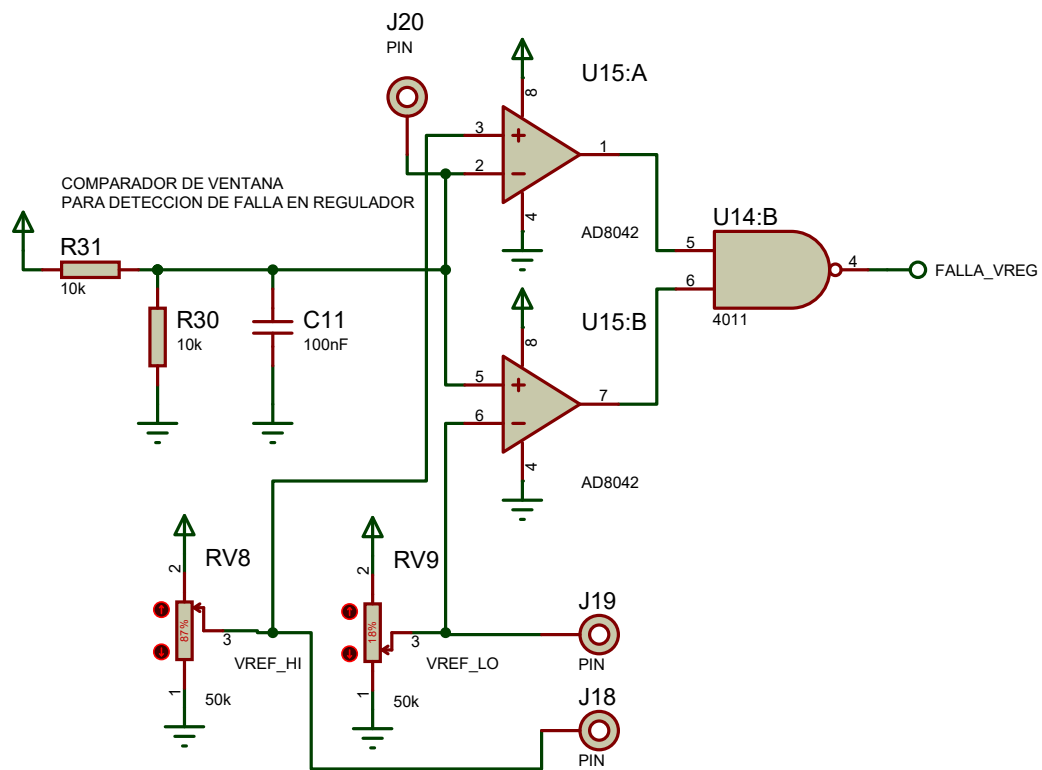 J20
PIN
U15:A
8
3
2
1
4
AD8042
COMPARADOR DE VENTANA
PARA DETECCION DE FALLA EN REGULADOR
R31
10k
R30
10k
C11
100nF
U14:B
5
6
4
4011
FALLA_VREG
U15:B
8
5
6
7
4
AD8042
RV8
2
87%
3
VREF_HI
1
50k
RV9
2
18%
3
VREF_LO
1
50k
J19
PIN
J18
PIN